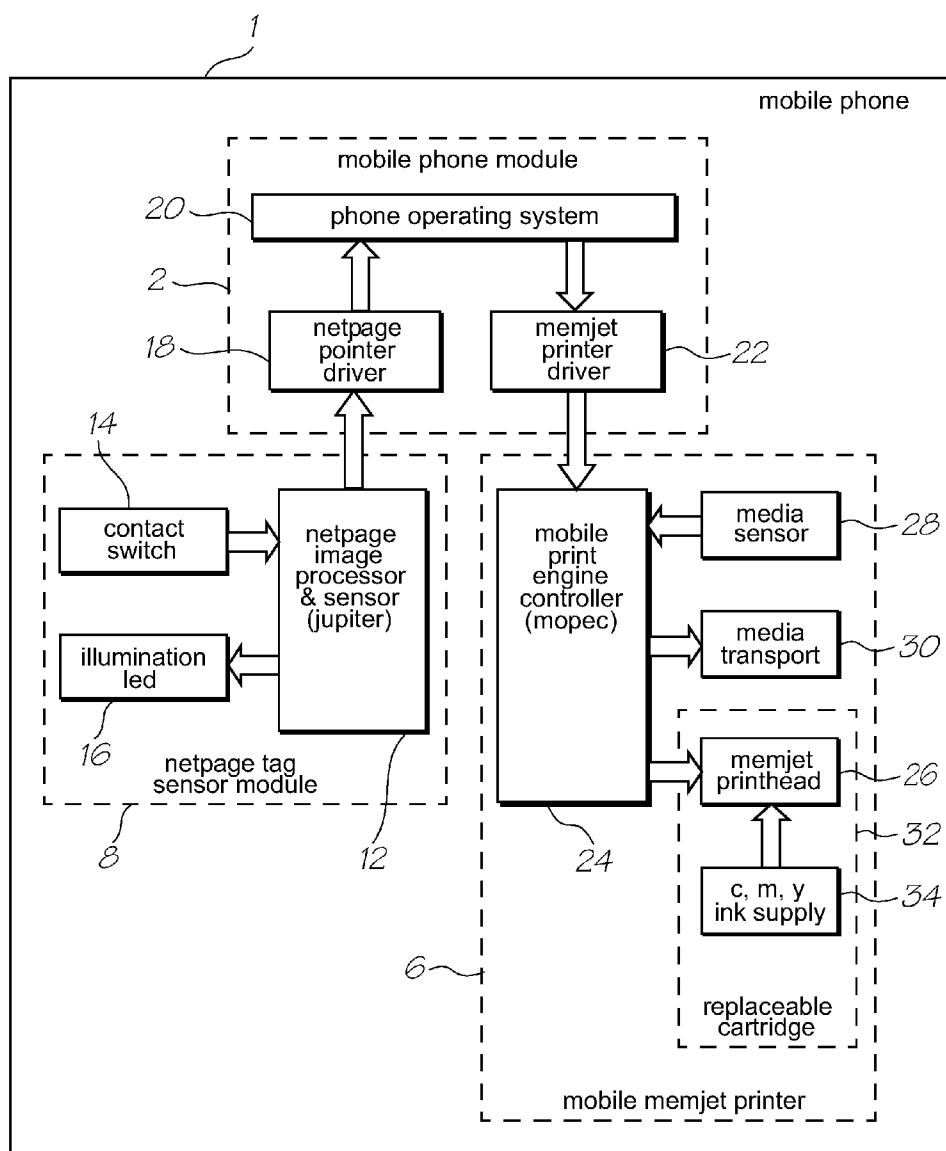 1
mobile phone
mobile phone module
20
phone operating system
2
18
netpage
pointer
driver
memjet
printer
driver
22
14
contact
switch
netpage
image
processor
& sensor
(jupiter)
illumination
led
16
netpage tag
sensor module
8
12
mobile
print
engine
controller
(mopec)
media
sensor
28
media
transport
30
memjet
printhead
26
32
24
c, m, y
ink supply
34
6
replaceable
cartridge
mobile memjet printer